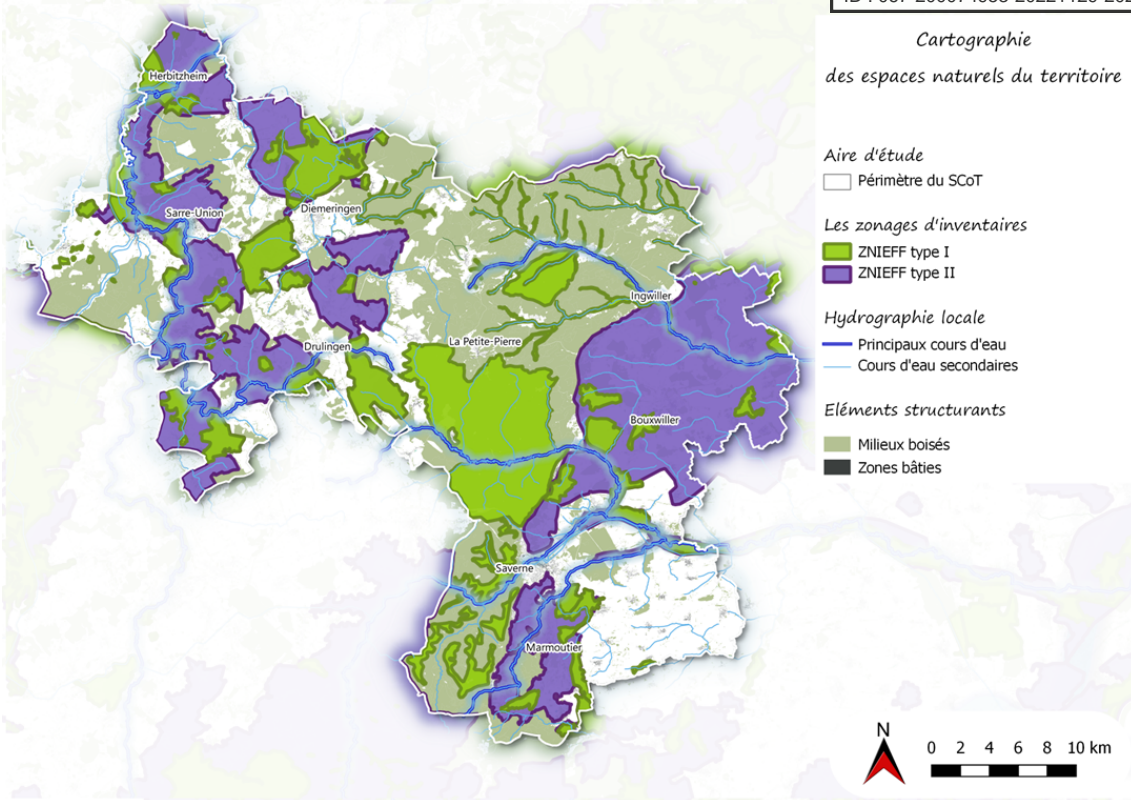 Cartographie
des espaces naturels du territoire
Aire d'étude
Périmètre du SCoT
Les zonages d'inventaires
ZNIEFF type I
ZNIEFF type II
Hydrographie locale
Principaux cours d'eau
Cours d'eau secondaires
Eléments structurants
Milieux boisés
Zones bâties
Herbitzheim
Sarre-Union
Diemeringen
Ingwiller
La Petite-Pierre
Drulingen
Bouxwiller
Saverne
Marmoutier
N
0 2 4 6 8 10 km